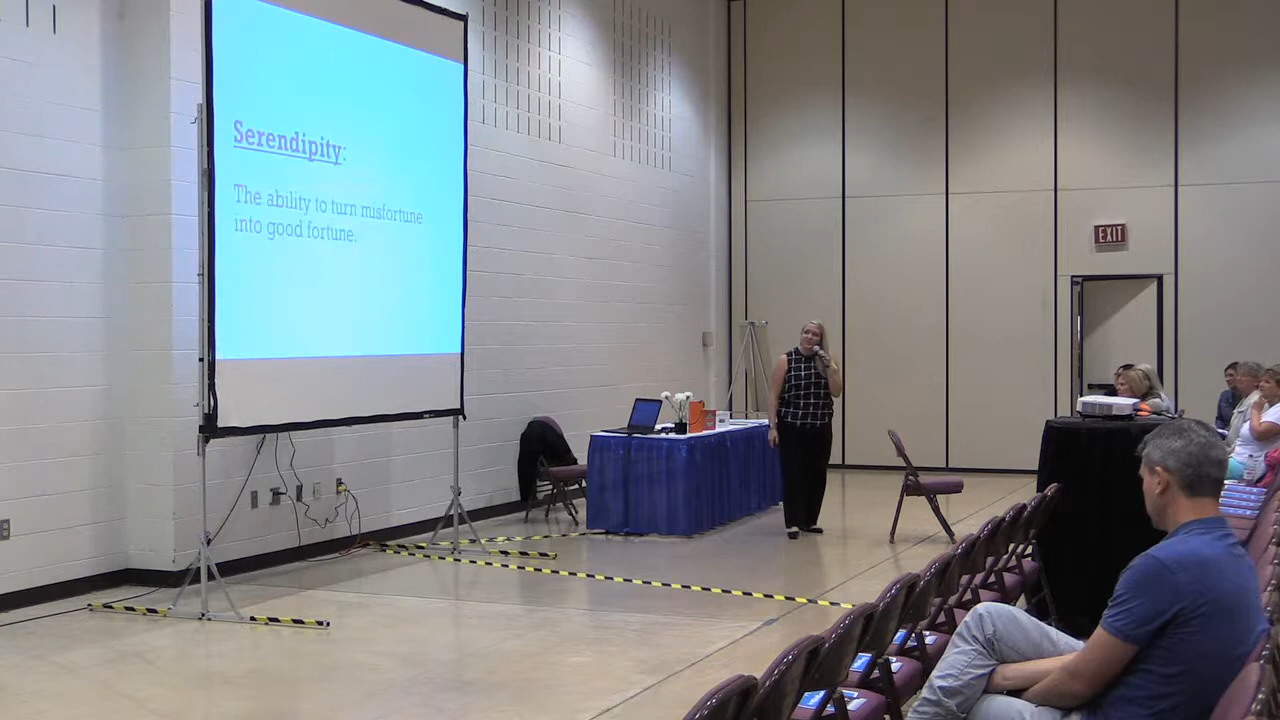 Serendipity:
The ability to turn misfortune
into good fortune.
EXIT